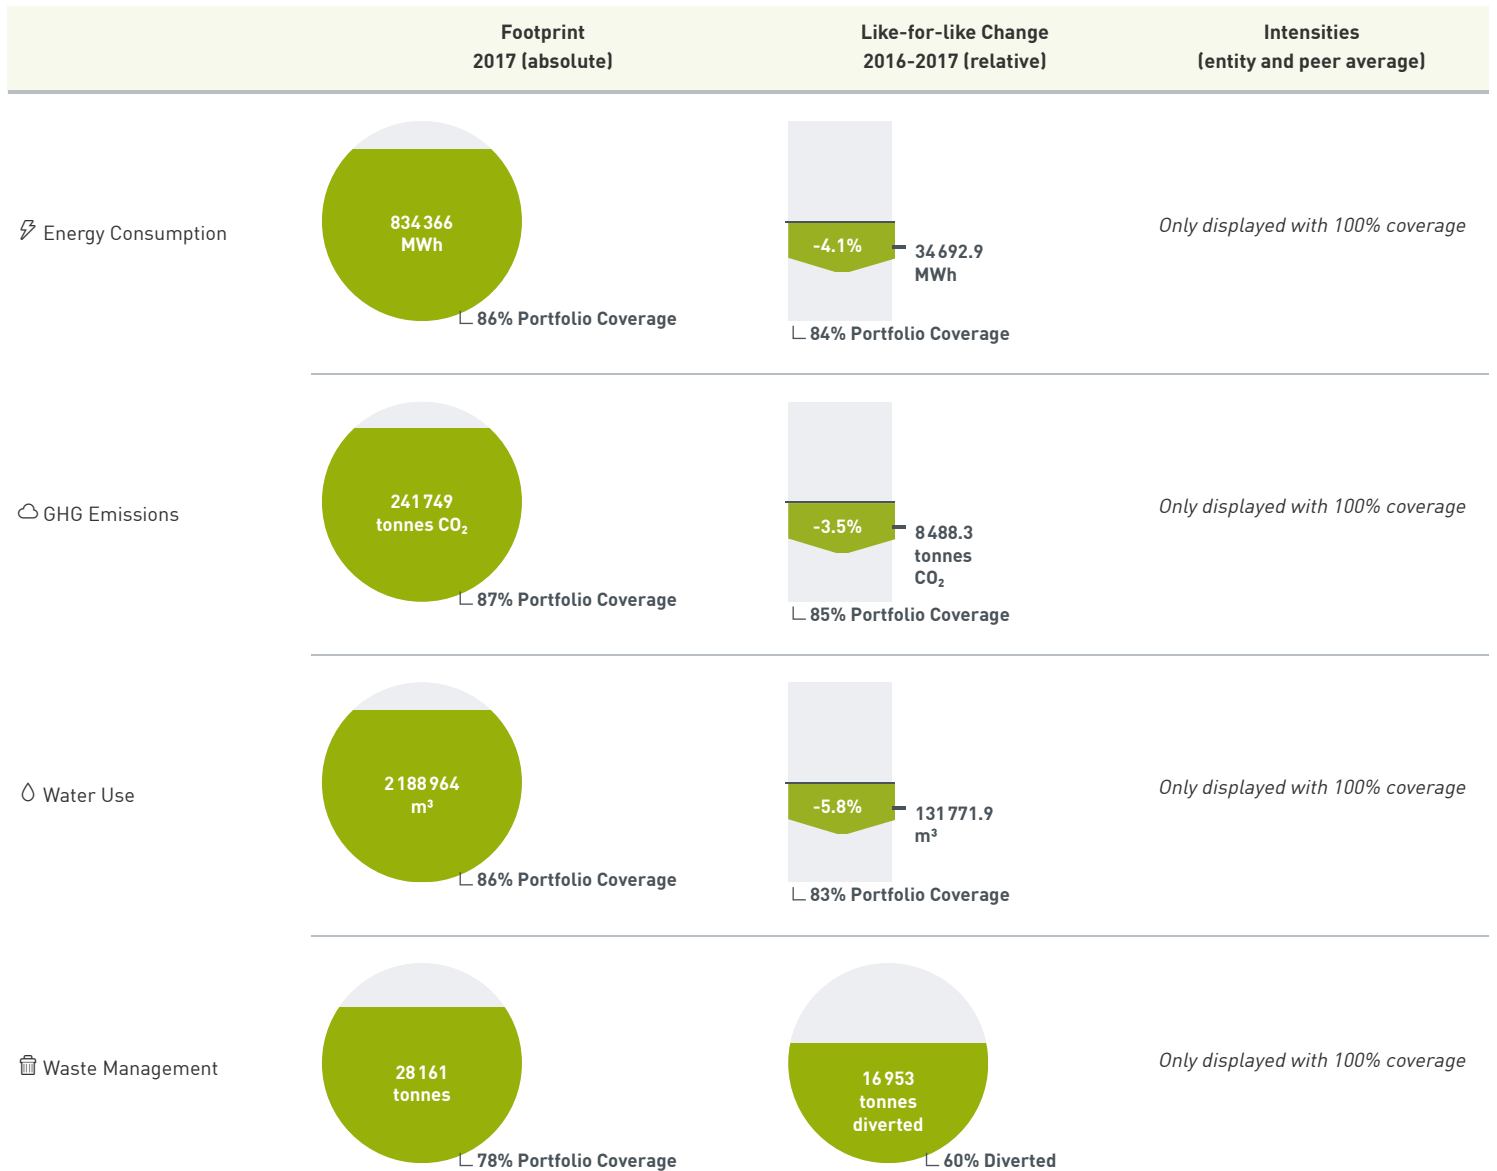 Footprint
2017 (absolute)
Like-for-like Change
2016-2017 (relative)
Intensities
(entity and peer average)
Energy Consumption
834 366
MWh
86% Portfolio Coverage
-4.1%
34 692.9
MWh
84% Portfolio Coverage
Only displayed with 100% coverage
GHG Emissions
241 749
tonnes CO₂
87% Portfolio Coverage
-3.5%
8 488.3
tonnes
CO₂
85% Portfolio Coverage
Only displayed with 100% coverage
Water Use
2 188 964
m³
86% Portfolio Coverage
-5.8%
131 771.9
m³
83% Portfolio Coverage
Only displayed with 100% coverage
Waste Management
28 161
tonnes
78% Portfolio Coverage
16 953
tonnes
diverted
60% Diverted
Only displayed with 100% coverage